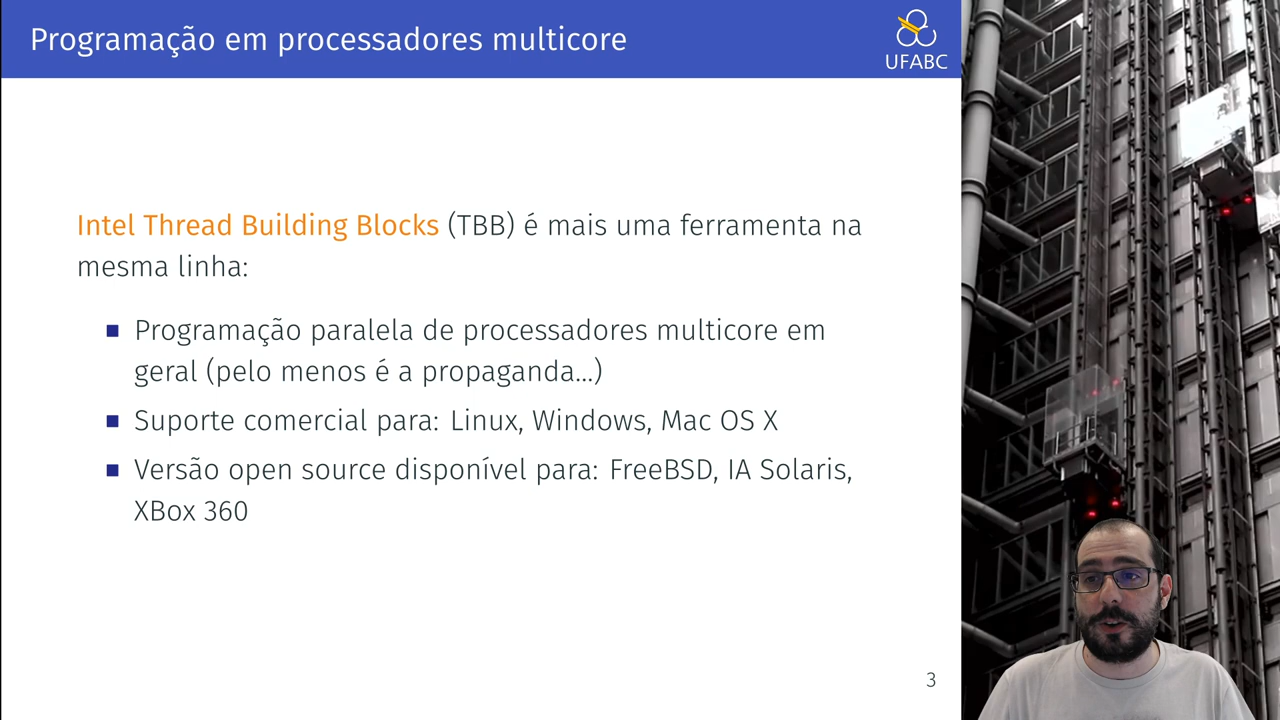 Programação em processadores multicore
UFABC
Intel Thread Building Blocks (TBB) é mais uma ferramenta na
mesma linha:
Programação paralela de processadores multicore em
geral (pelo menos é a propaganda...)
Suporte comercial para: Linux, Windows, Mac OS X
Versão open source disponível para: FreeBSD, IA Solaris,
XBox 360
3